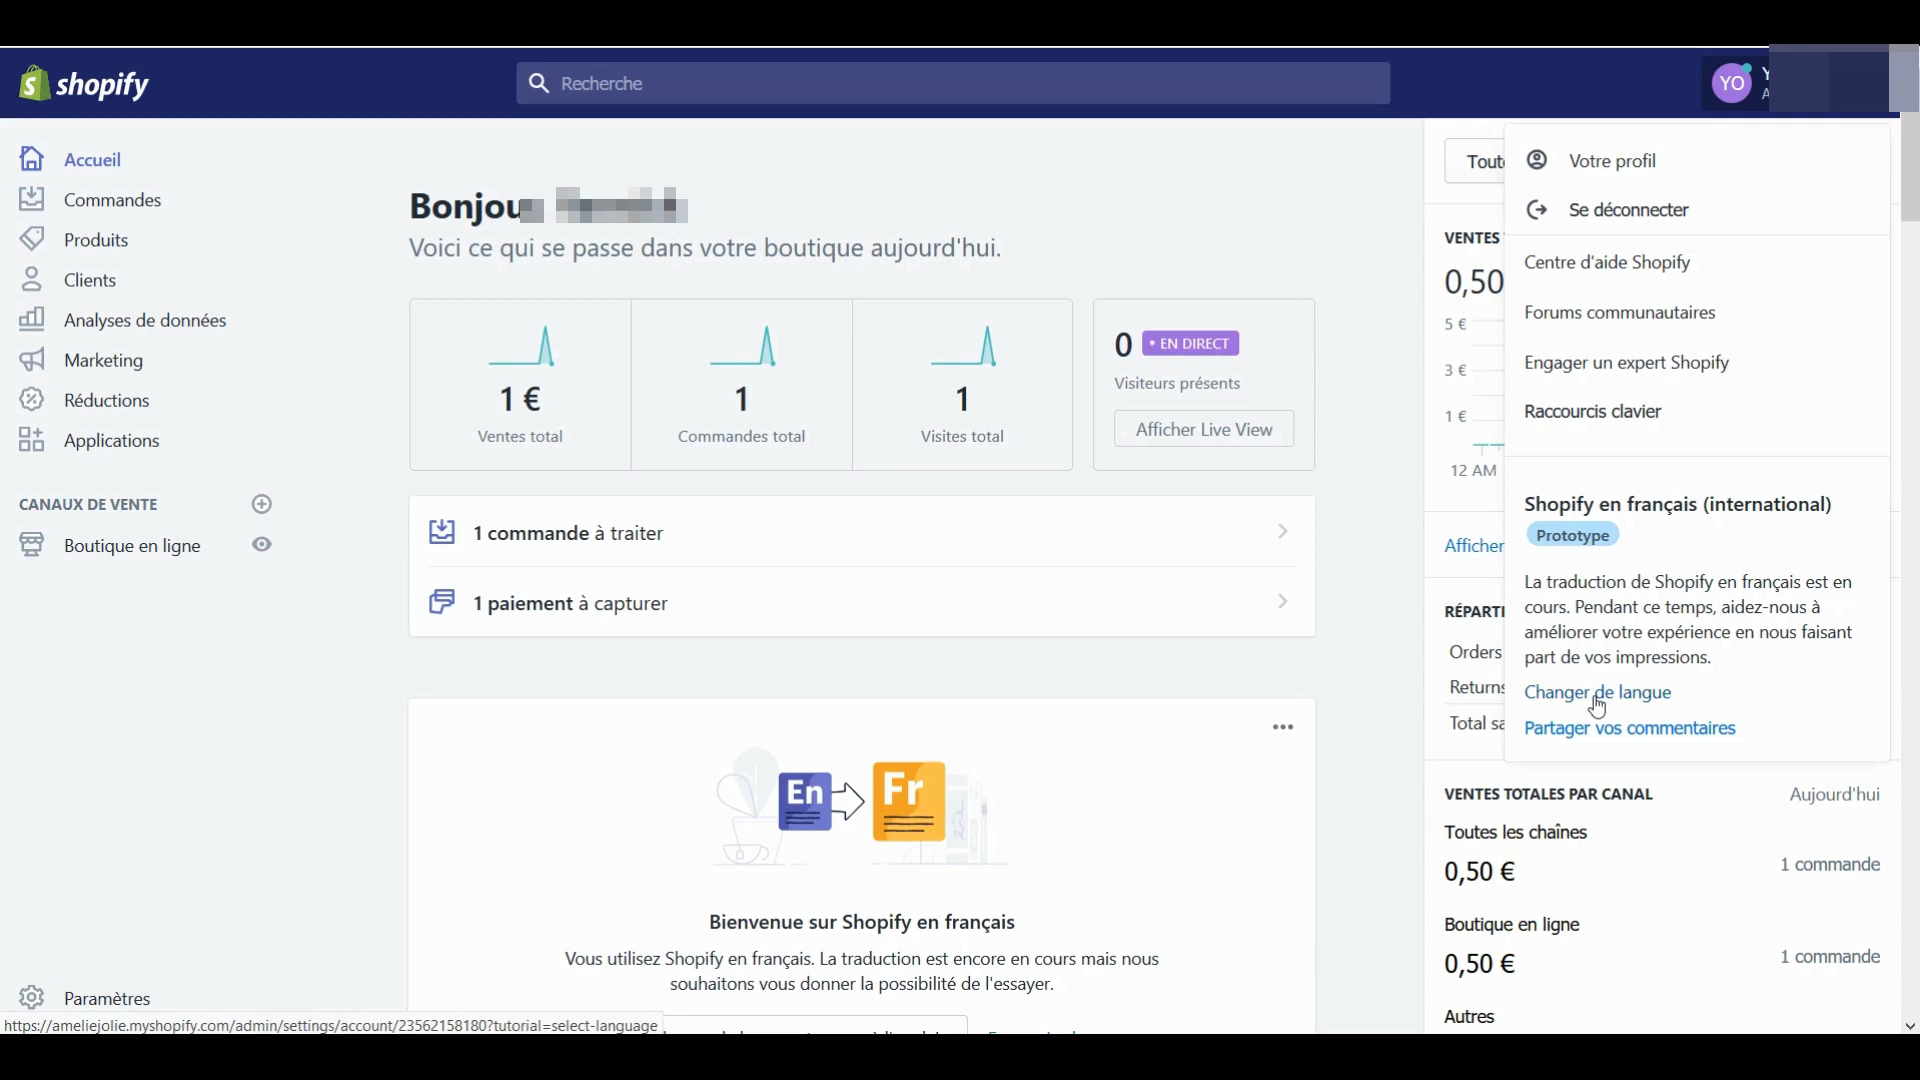 shopify
Recherche
YO
Accueil
Commandes
Produits
Clients
Analyses de données
Marketing
Réductions
Applications
CANAUX DE VENTE
Boutique en ligne
Paramètres
https://ameliejolie.myshopify.com/admin/settings/account/23562158180?tutorial=select-language
Voici ce qui se passe dans votre boutique aujourd'hui.
1 €
Ventes total
1
Commandes total
1
Visites total
0 • EN DIRECT
Visiteurs présents
Afficher Live View
1 commande à traiter
1 paiement à capturer
En Fr
Bienvenue sur Shopify en français
Vous utilisez Shopify en français. La traduction est encore en cours mais nous
souhaitons vous donner la possibilité de l'essayer.
VENTES
0,50
5 €
3 €
1 €
12 AM
Afficher
Orders
Returns
Votre profil
Se déconnecter
Centre d'aide Shopify
Forums communautaires
Engager un expert Shopify
Raccourcis clavier
Shopify en français (international)
Prototype
La traduction de Shopify en français est en
cours. Pendant ce temps, aidez-nous à
améliorer votre expérience en nous faisant
part de vos impressions.
Changer de langue
Partager vos commentaires
VENTES TOTALES PAR CANAL Aujourd'hui
Toutes les chaînes
0,50 € 1 commande
Boutique en ligne
0,50 € 1 commande
Autres